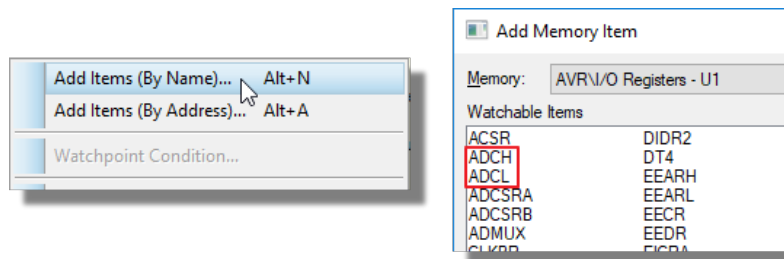 Add Items (By Name)... Alt+N
Add Items (By Address)... Alt+A
Watchpoint Condition...
Add Memory Item
Memory: AVR\I/O Registers - U1
Watchable Items
ACSR DIDR2
ADCH DT4
ADCL EEARH
ADCSRA EEARL
ADCSRB EECR
ADMUX EEDR